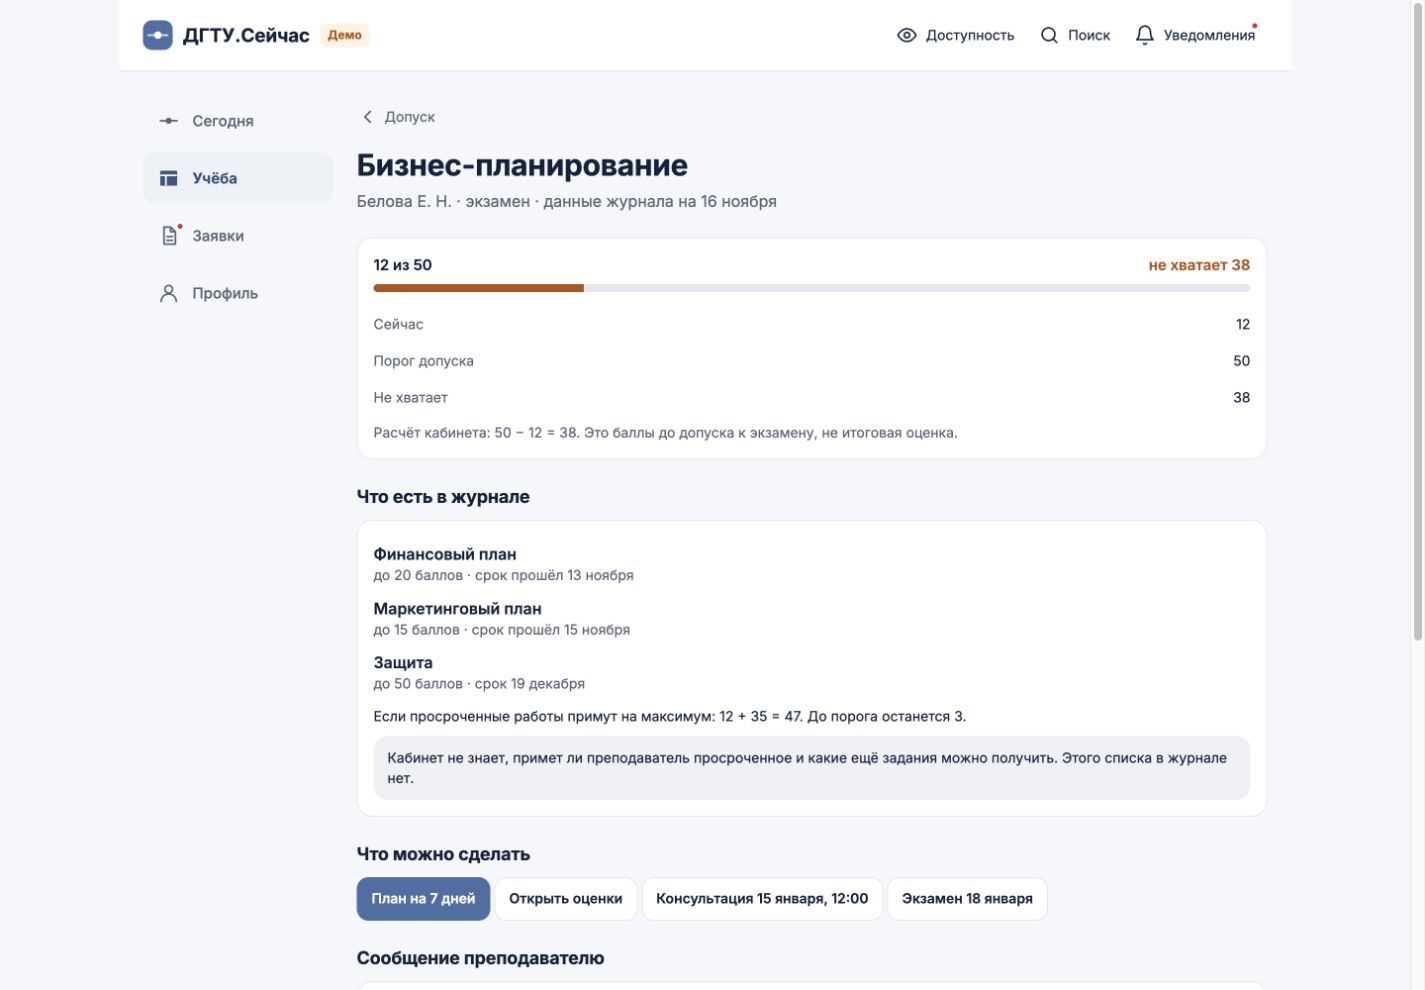 ДГТУ.Сейчас Демо
Доступность Поиск Уведомления
Сегодня
Учёба
Заявки
Профиль
Допуск
Бизнес-планирование
Белова Е. Н. · экзамен · данные журнала на 16 ноября
12 из 50 не хватает 38
Сейчас 12
Порог допуска 50
Не хватает 38
Расчёт кабинета: 50 − 12 = 38. Это баллы до допуска к экзамену, не итоговая оценка.
Что есть в журнале
Финансовый план
до 20 баллов · срок прошёл 13 ноября
Маркетинговый план
до 15 баллов · срок прошёл 15 ноября
Защита
до 50 баллов · срок 19 декабря
Если просроченные работы примут на максимум: 12 + 35 = 47. До порога останется 3.
Кабинет не знает, примет ли преподаватель просроченное и какие ещё задания можно получить. Этого списка в журнале
нет.
Что можно сделать
План на 7 дней Открыть оценки Консультация 15 января, 12:00 Экзамен 18 января
Сообщение преподавателю